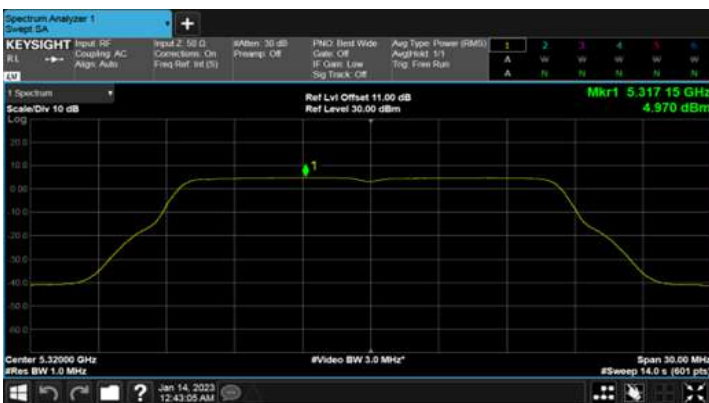 Spectrum Analyzer 1
Swept SA
+
KEYSIGHT
RL
Input: RF
Coupling: AC
Align: Auto
Input Z: 50 Ω
Corrections: On
Freq Ref: Int (S)
#Atten: 30 dB
Preamp: Off
PNO: Best Wide
Gate: Off
IF Gain: Low
Sig Track: Off
Avg Type: Power (RMS)
Avg|Hold: 1/1
Trig: Free Run
1 2 3 4 5 6
A W W W W W
A N N N N N
1 Spectrum
Scale/Div 10 dB
Log
Ref Lvl Offset 11.00 dB
Ref Level 30.00 dBm
Mkr1 5.317 15 GHz
4.970 dBm
20.0
10.0
0.00
-10.0
-20.0
-30.0
-40.0
-50.0
-60.0
1
Center 5.32000 GHz
#Res BW 1.0 MHz
#Video BW 3.0 MHz*
Span 30.00 MHz
#Sweep 14.0 s (601 pts)
?
Jan 14, 2023
12:43:05 AM